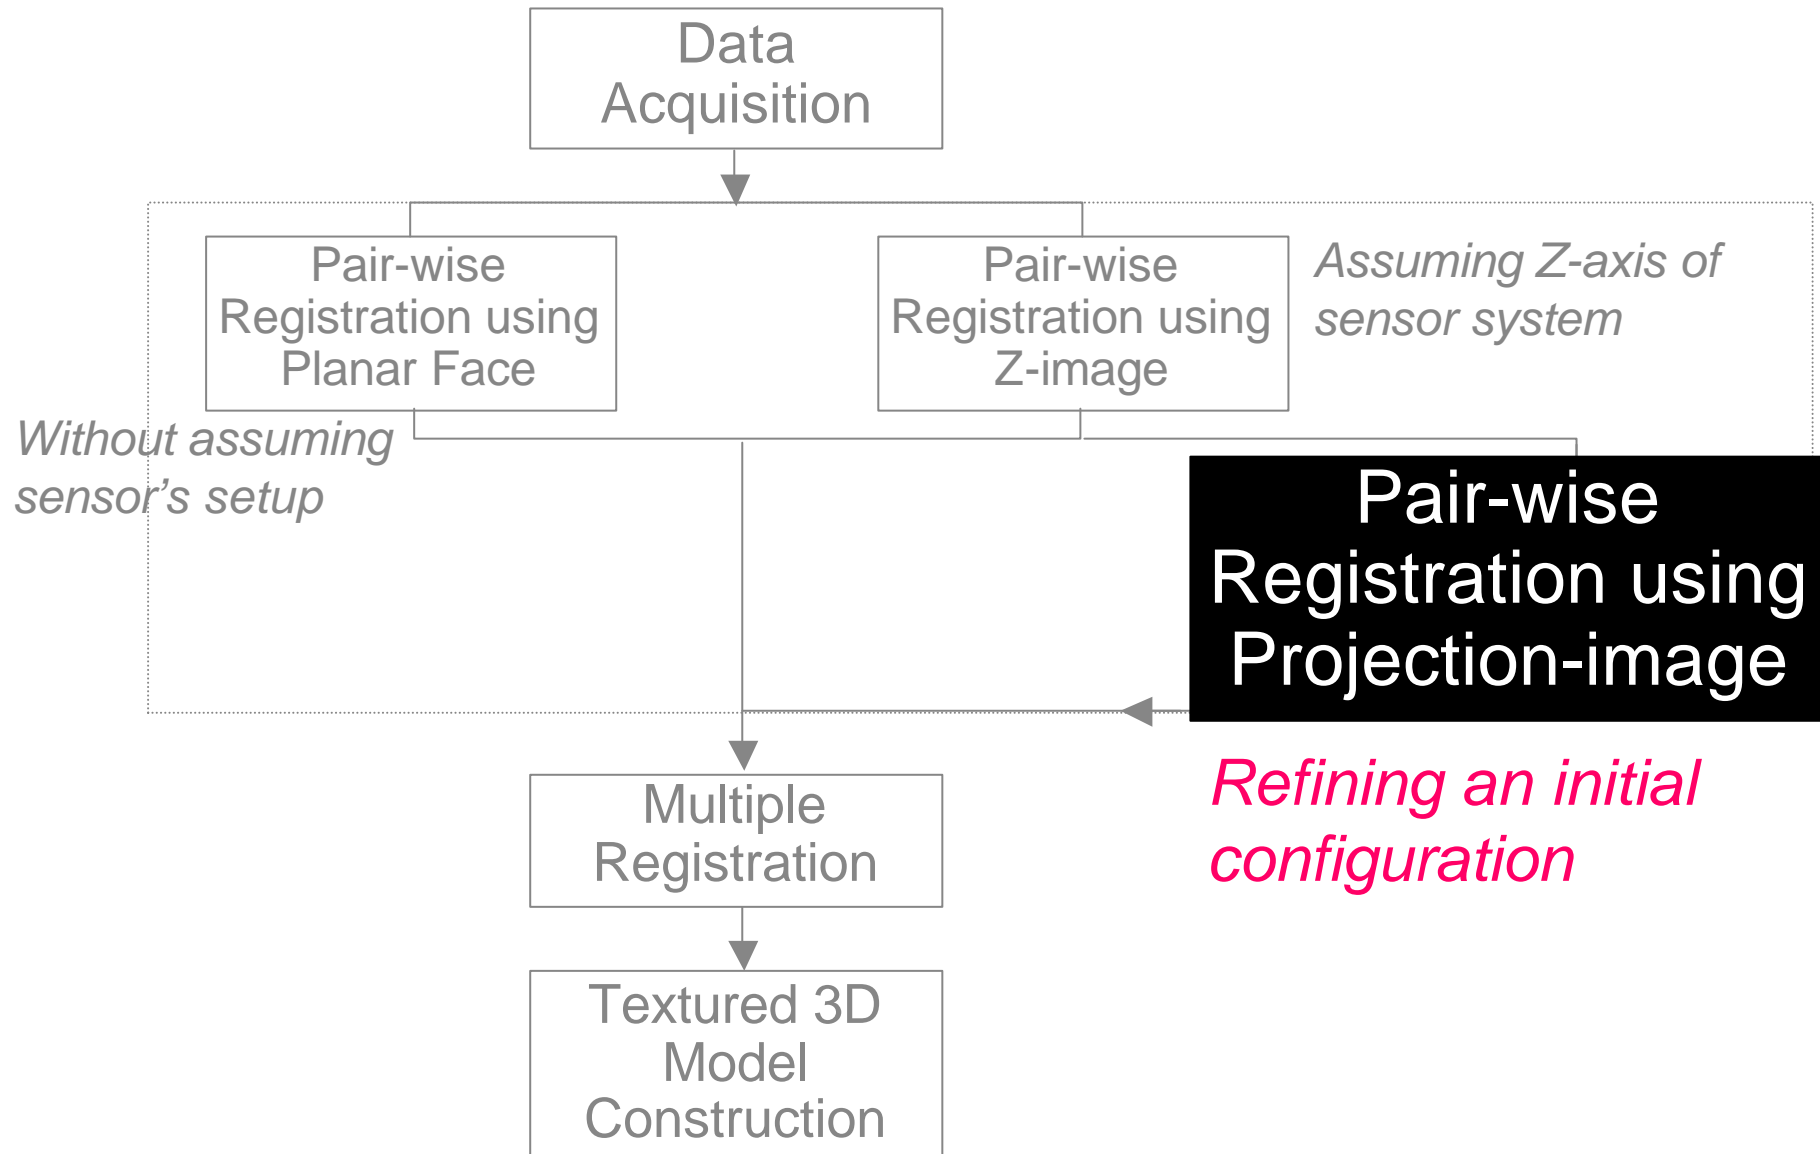 Data
Acquisition
Pair-wise
Registration using
Planar Face
Pair-wise
Registration using
Z-image
Assuming Z-axis of
sensor system
Without assuming
sensor's setup
Pair-wise
Registration using
Projection-image
Refining an initial
configuration
Multiple
Registration
Textured 3D
Model
Construction